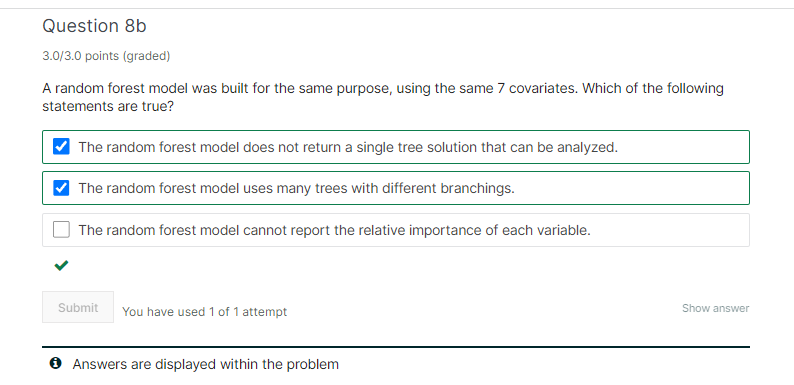 Question 8b
3.0/3.0 points (graded)
A random forest model was built for the same purpose, using the same 7 covariates. Which of the following
statements are true?
The random forest model does not return a single tree solution that can be analyzed.
The random forest model uses many trees with different branchings.
The random forest model cannot report the relative importance of each variable.
Submit You have used 1 of 1 attempt Show answer
Answers are displayed within the problem